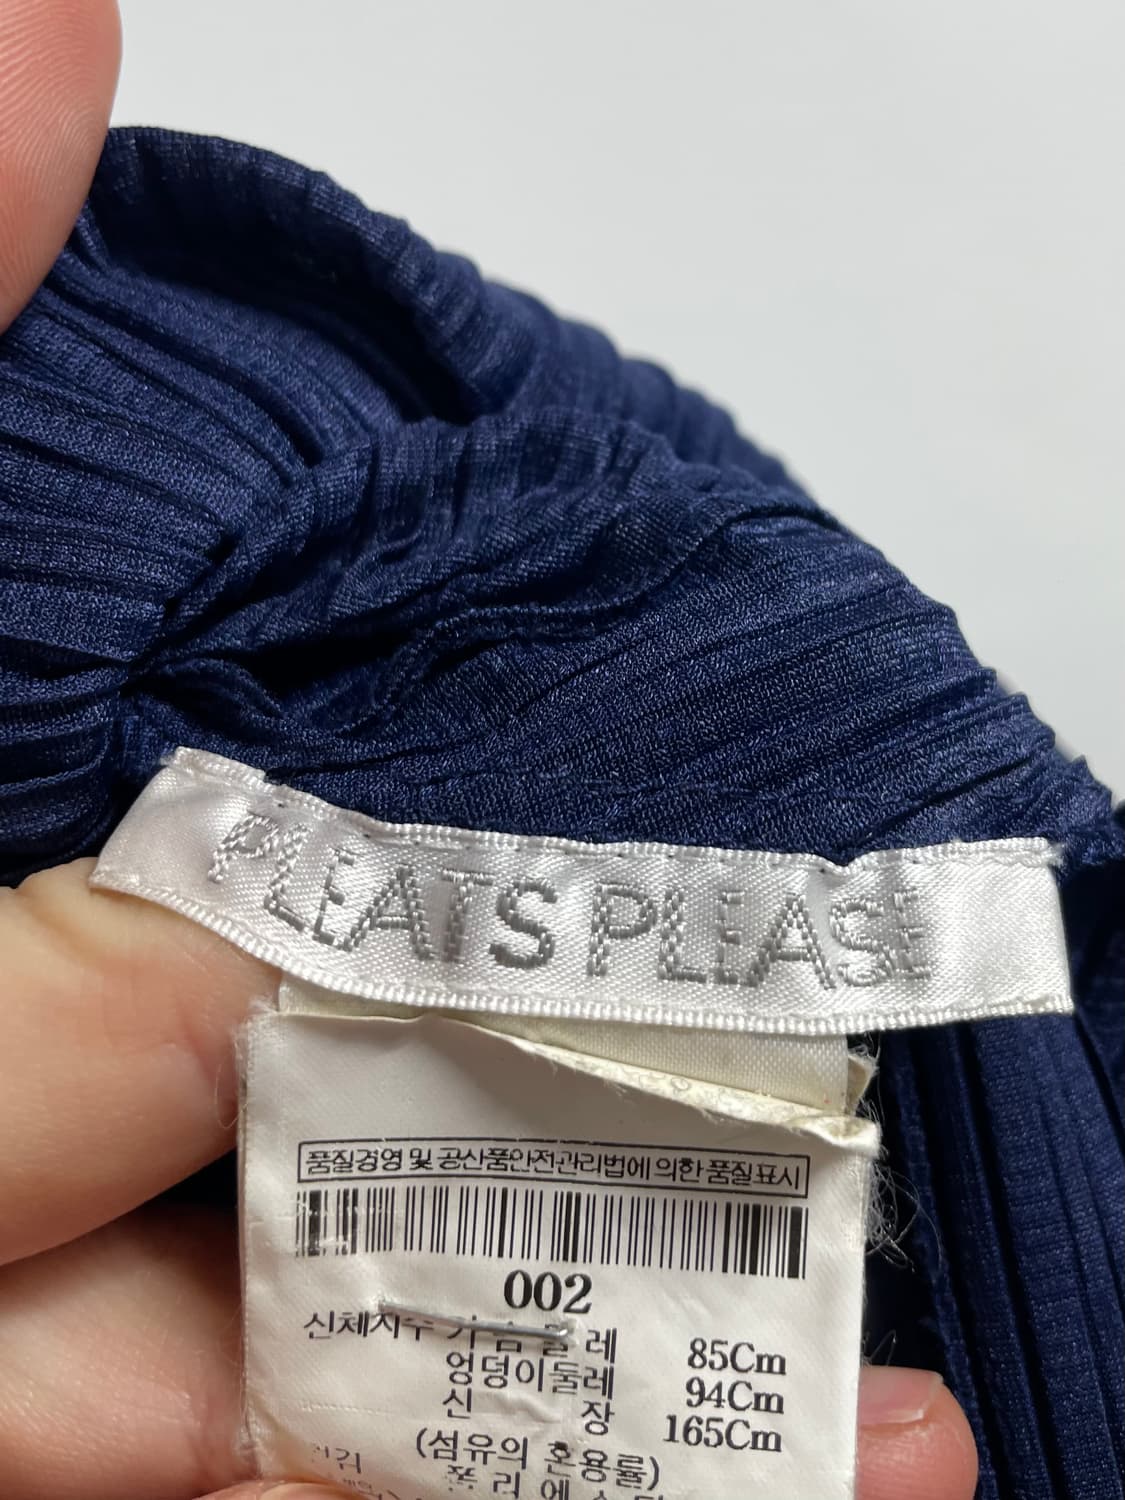 PLEATS PLEASE
품질경영 및 공산품안전관리법에 의한 품질표시
002
신체치수 가슴둘레 85Cm
엉덩이둘레 94Cm
신 장 165Cm
(섬유의 혼용률)